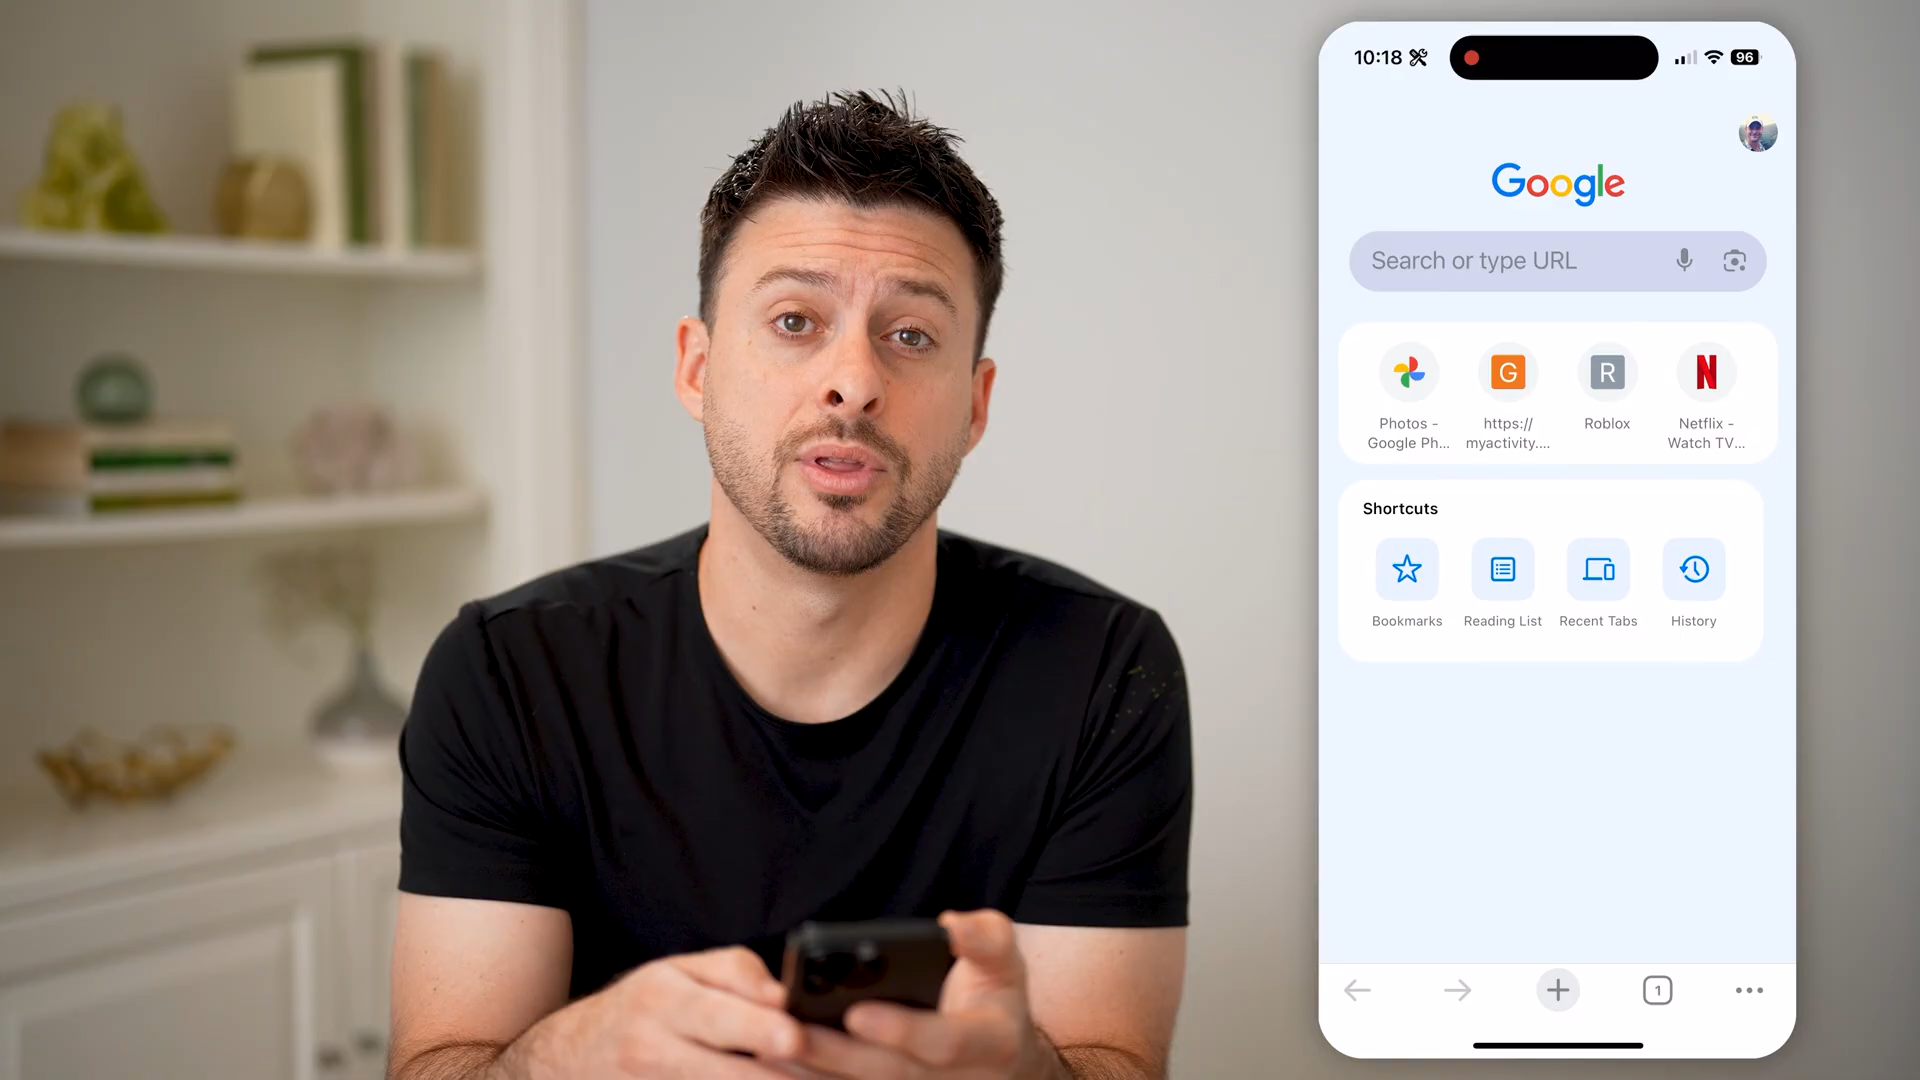 10:18
96
Google
Search or type URL
G
R
N
Photos -
Google Ph...
https://
myactivity....
Roblox
Netflix -
Watch TV...
Shortcuts
Bookmarks
Reading List
Recent Tabs
History
1